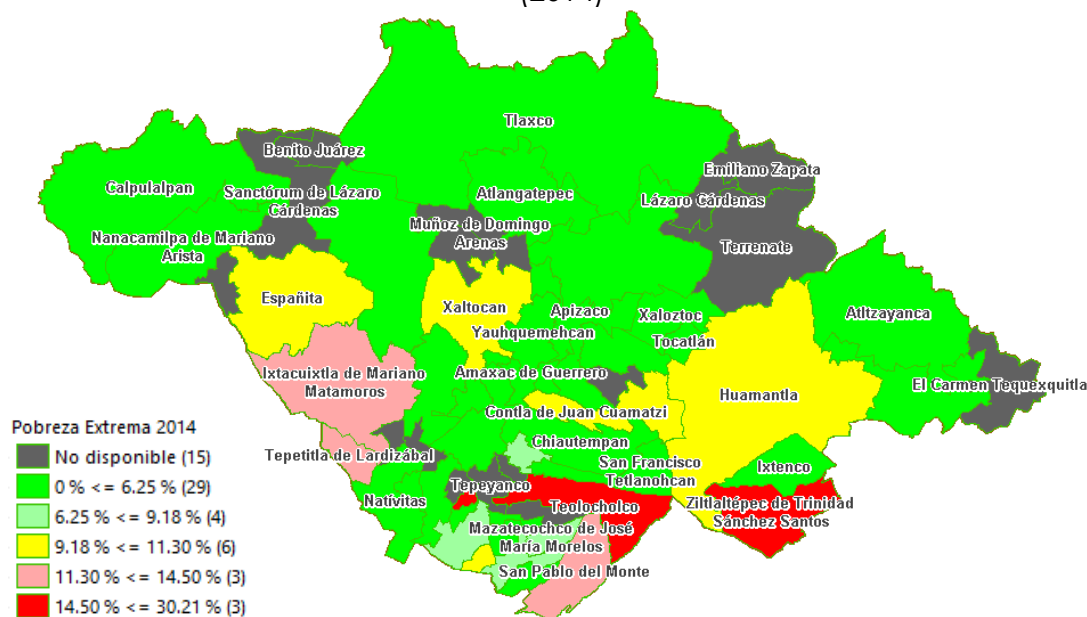 (2014)
Tlaxco
Benito Juárez
Emiliano Zapata
Calpulalpan
Sanctórum de Lázaro
Cárdenas
Atlangatepec
Lázaro Cárdenas
Muñoz de Domingo
Arenas
Nanacamilpa de Mariano
Arista
Terrenate
Españita
Xaltocan
Apizaco
Xaloztoc
Atltzayanca
Yauhquemehcan
Tocatlán
Ixtacuixtla de Mariano
Matamoros
Amaxac de Guerrero
El Carmen Tequexquitla
Huamantla
Contla de Juan Cuamatzi
Chiautempan
Tepetitla de Lardizábal
San Francisco
Tetlanohcan
Ixtenco
Tepeyanco
Nativitas
Teolocholco
Ziltlaltépec de Trinidad
Sánchez Santos
Mazatecochco de José
María Morelos
San Pablo del Monte
Pobreza Extrema 2014
No disponible (15)
0 % <= 6.25 % (29)
6.25 % <= 9.18 % (4)
9.18 % <= 11.30 % (6)
11.30 % <= 14.50 % (3)
14.50 % <= 30.21 % (3)